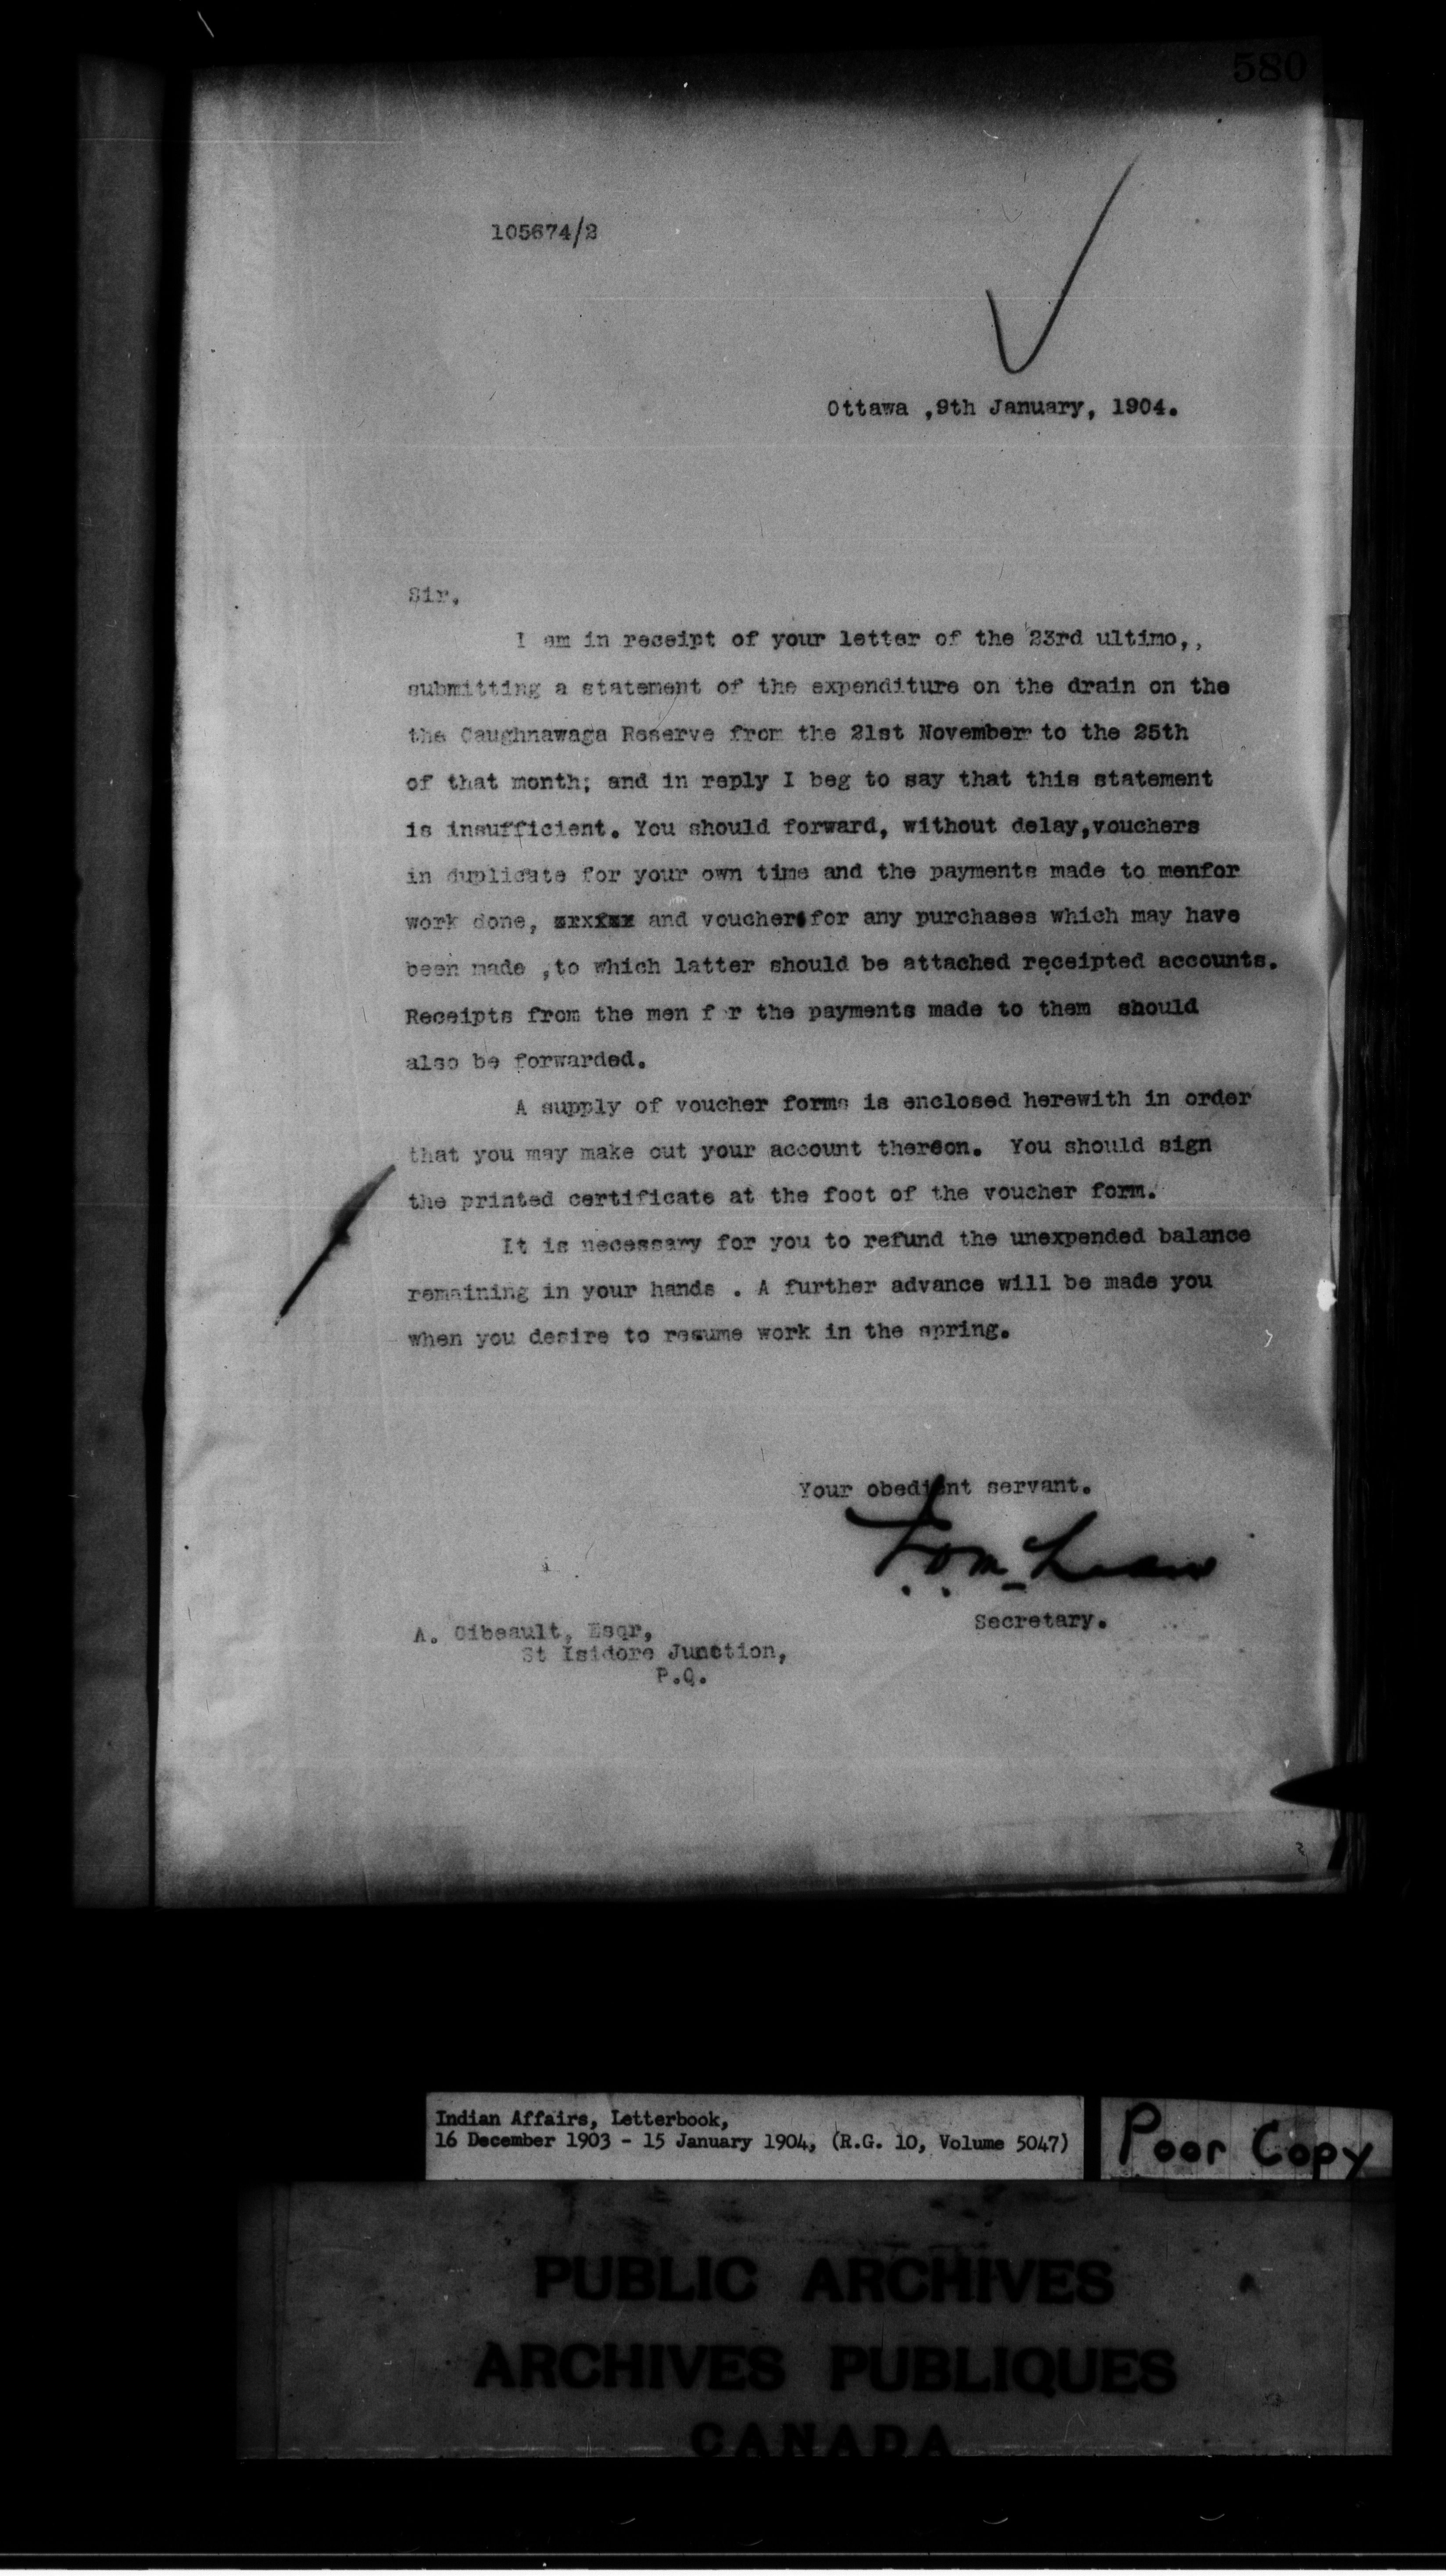 580
105674/2
Ottawa ,9th January, 1904.
Sir,
I am in receipt of your letter of the 23rd ultimo,,
submitting a statement of the expenditure on the drain on the
the Caughnawaga Reserve from the 21st November to the 25th
of that month; and in reply I beg to say that this statement
is insufficient. You should forward, without delay,vouchers
in duplicate for your own time and the payments made to menfor
work done, and vouchers for any purchases which may have
been made ,to which latter should be attached receipted accounts.
Receipts from the men f r the payments made to them should
also be forwarded.
A supply of voucher forms is enclosed herewith in order
that you may make out your account thereon. You should sign
the printed certificate at the foot of the voucher form.
It is necessary for you to refund the unexpended balance
remaining in your hands . A further advance will be made you
when you desire to resume work in the spring.
Your obedient servant.
Secretary.
A. Gibeault, Esqr,
St Isidore Junction,
P.Q.
Indian Affairs, Letterbook,
16 December 1903 - 15 January 1904, (R.G. 10, Volume 5047)
Poor Copy
PUBLIC ARCHIVES
ARCHIVES PUBLIQUES
CANADA